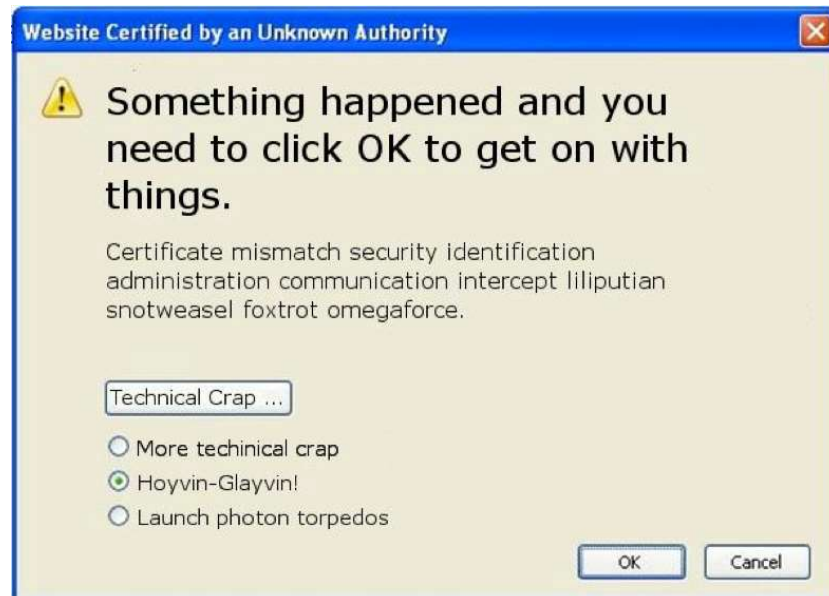 Website Certified by an Unknown Authority
Something happened and you
need to click OK to get on with
things.
Certificate mismatch security identification
administration communication intercept liliputian
snotweasel foxtrot omegaforce.
Technical Crap ...
More techinical crap
Hoyvin-Glayvin!
Launch photon torpedos
OK Cancel